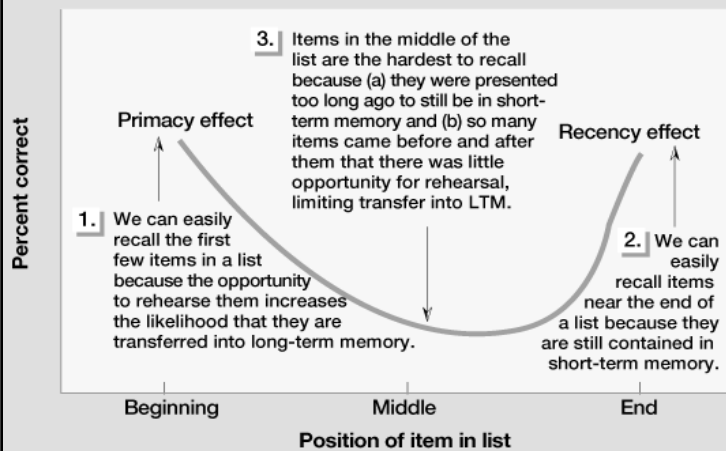 Percent correct
Primacy effect
1. We can easily
recall the first
few items in a list
because the opportunity
to rehearse them increases
the likelihood that they are
transferred into long-term memory.
3. Items in the middle of the
list are the hardest to recall
because (a) they were presented
too long ago to still be in short-
term memory and (b) so many
items came before and after
them that there was little
opportunity for rehearsal,
limiting transfer into LTM.
Recency effect
2. We can
easily
recall items
near the end of
a list because they
are still contained in
short-term memory.
Beginning
Middle
End
Position of item in list